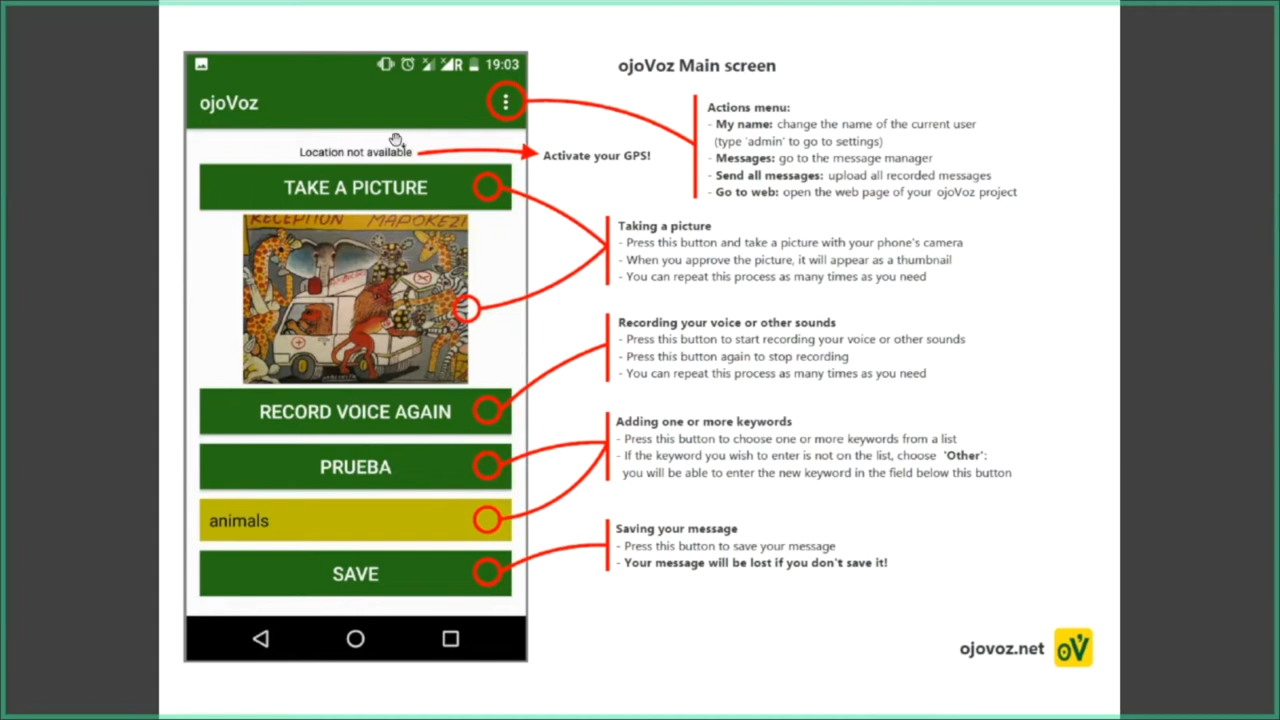 19:03
ojoVoz
Location not available
TAKE A PICTURE
RECEPTION MAPOKEZI
RECORD VOICE AGAIN
PRUEBA
animals
SAVE
ojoVoz Main screen
Actions menu:
- My name: change the name of the current user
(type 'admin' to go to settings)
- Messages: go to the message manager
- Send all messages: upload all recorded messages
- Go to web: open the web page of your ojoVoz project
Activate your GPS!
Taking a picture
- Press this button and take a picture with your phone's camera
- When you approve the picture, it will appear as a thumbnail
- You can repeat this process as many times as you need
Recording your voice or other sounds
- Press this button to start recording your voice or other sounds
- Press this button again to stop recording
- You can repeat this process as many times as you need
Adding one or more keywords
- Press this button to choose one or more keywords from a list
- If the keyword you wish to enter is not on the list, choose 'Other':
you will be able to enter the new keyword in the field below this button
Saving your message
- Press this button to save your message
- Your message will be lost if you don't save it!
ojovoz.net oV